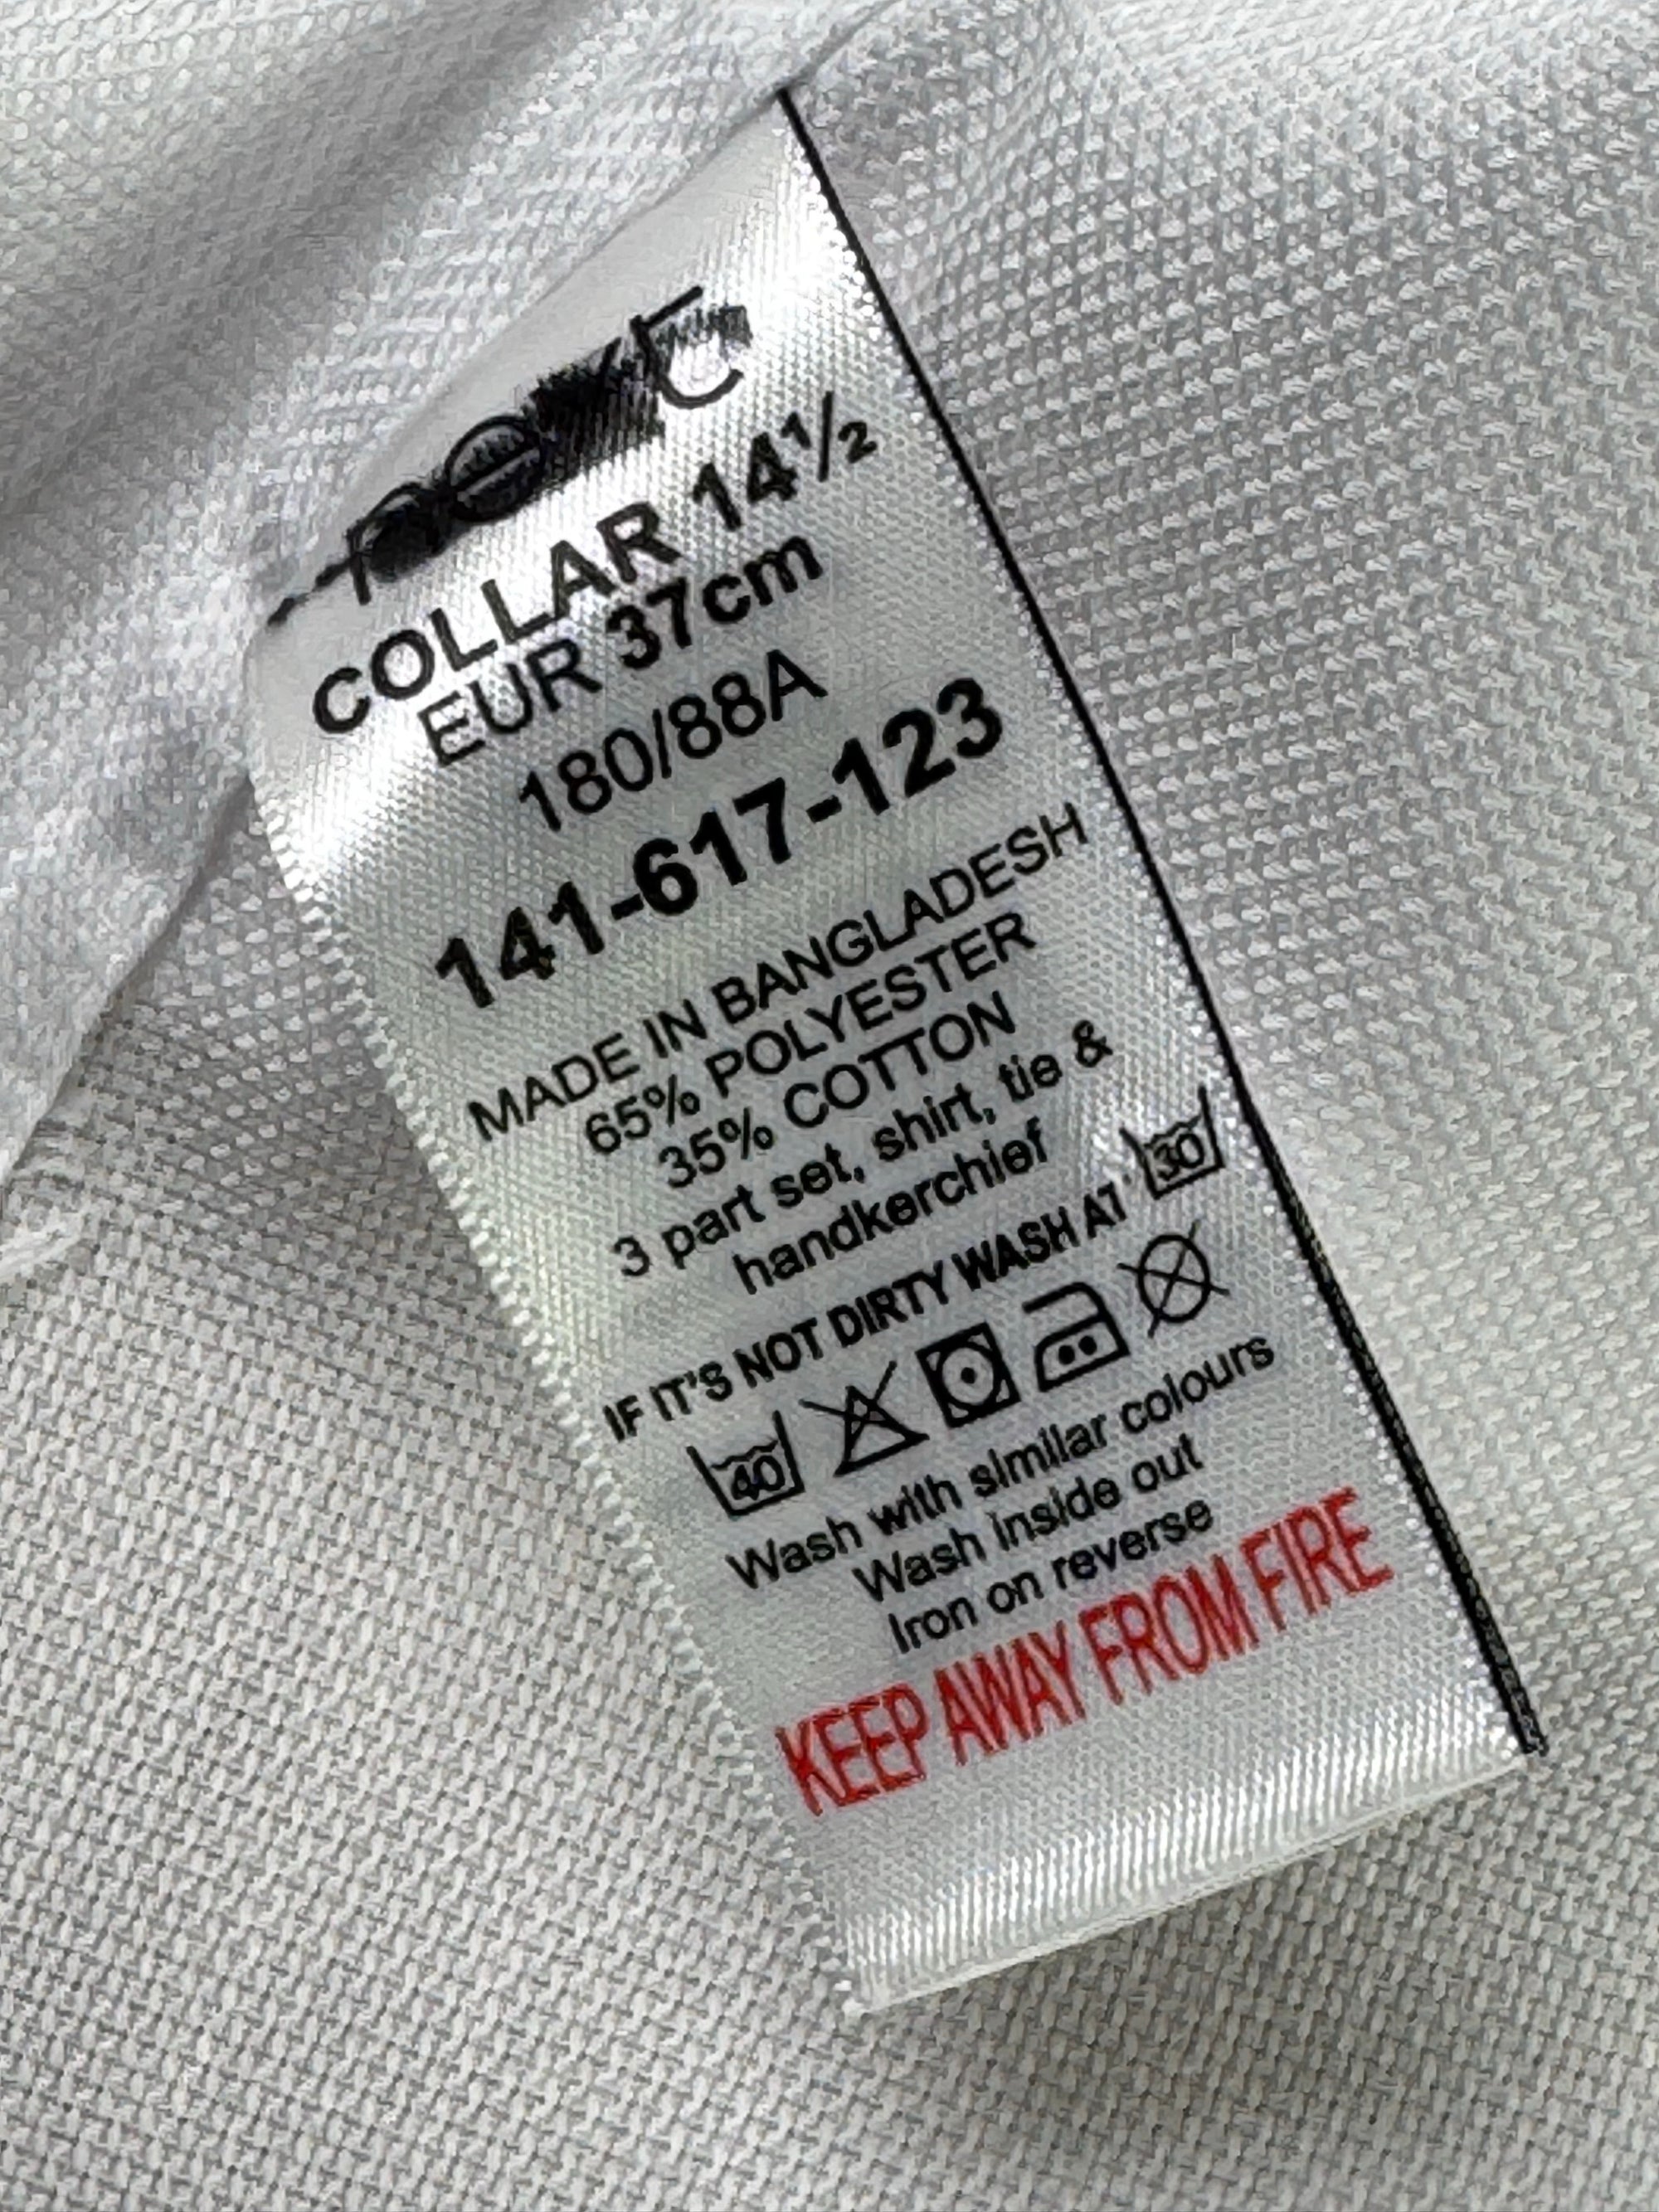 COLLAR 14½
EUR 37cm
180/88A
141-617-123
MADE IN BANGLADESH
65% POLYESTER
35% COTTON
3 part set, shirt, tie &
handkerchief
IF IT'S NOT DIRTY WASH AT 30
40
Wash with similar colours
Wash inside out
Iron on reverse
KEEP AWAY FROM FIRE